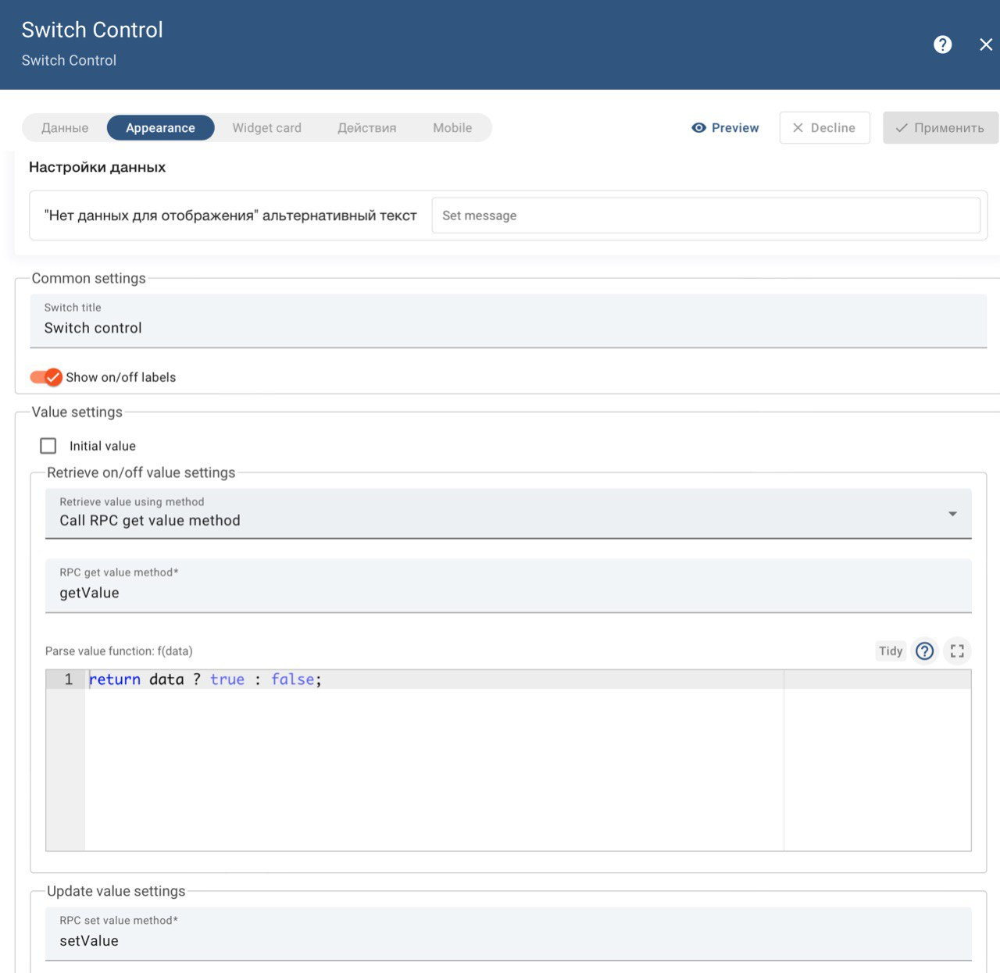 Switch Control
Switch Control
Данные Appearance Widget card Действия Mobile Preview Decline Применить
Настройки данных
"Нет данных для отображения" альтернативный текст Set message
Common settings
Switch title
Switch control
Show on/off labels
Value settings
Initial value
Retrieve on/off value settings
Retrieve value using method
Call RPC get value method
RPC get value method*
getValue
Parse value function: f(data) Tidy
1 return data ? true : false;
Update value settings
RPC set value method*
setValue